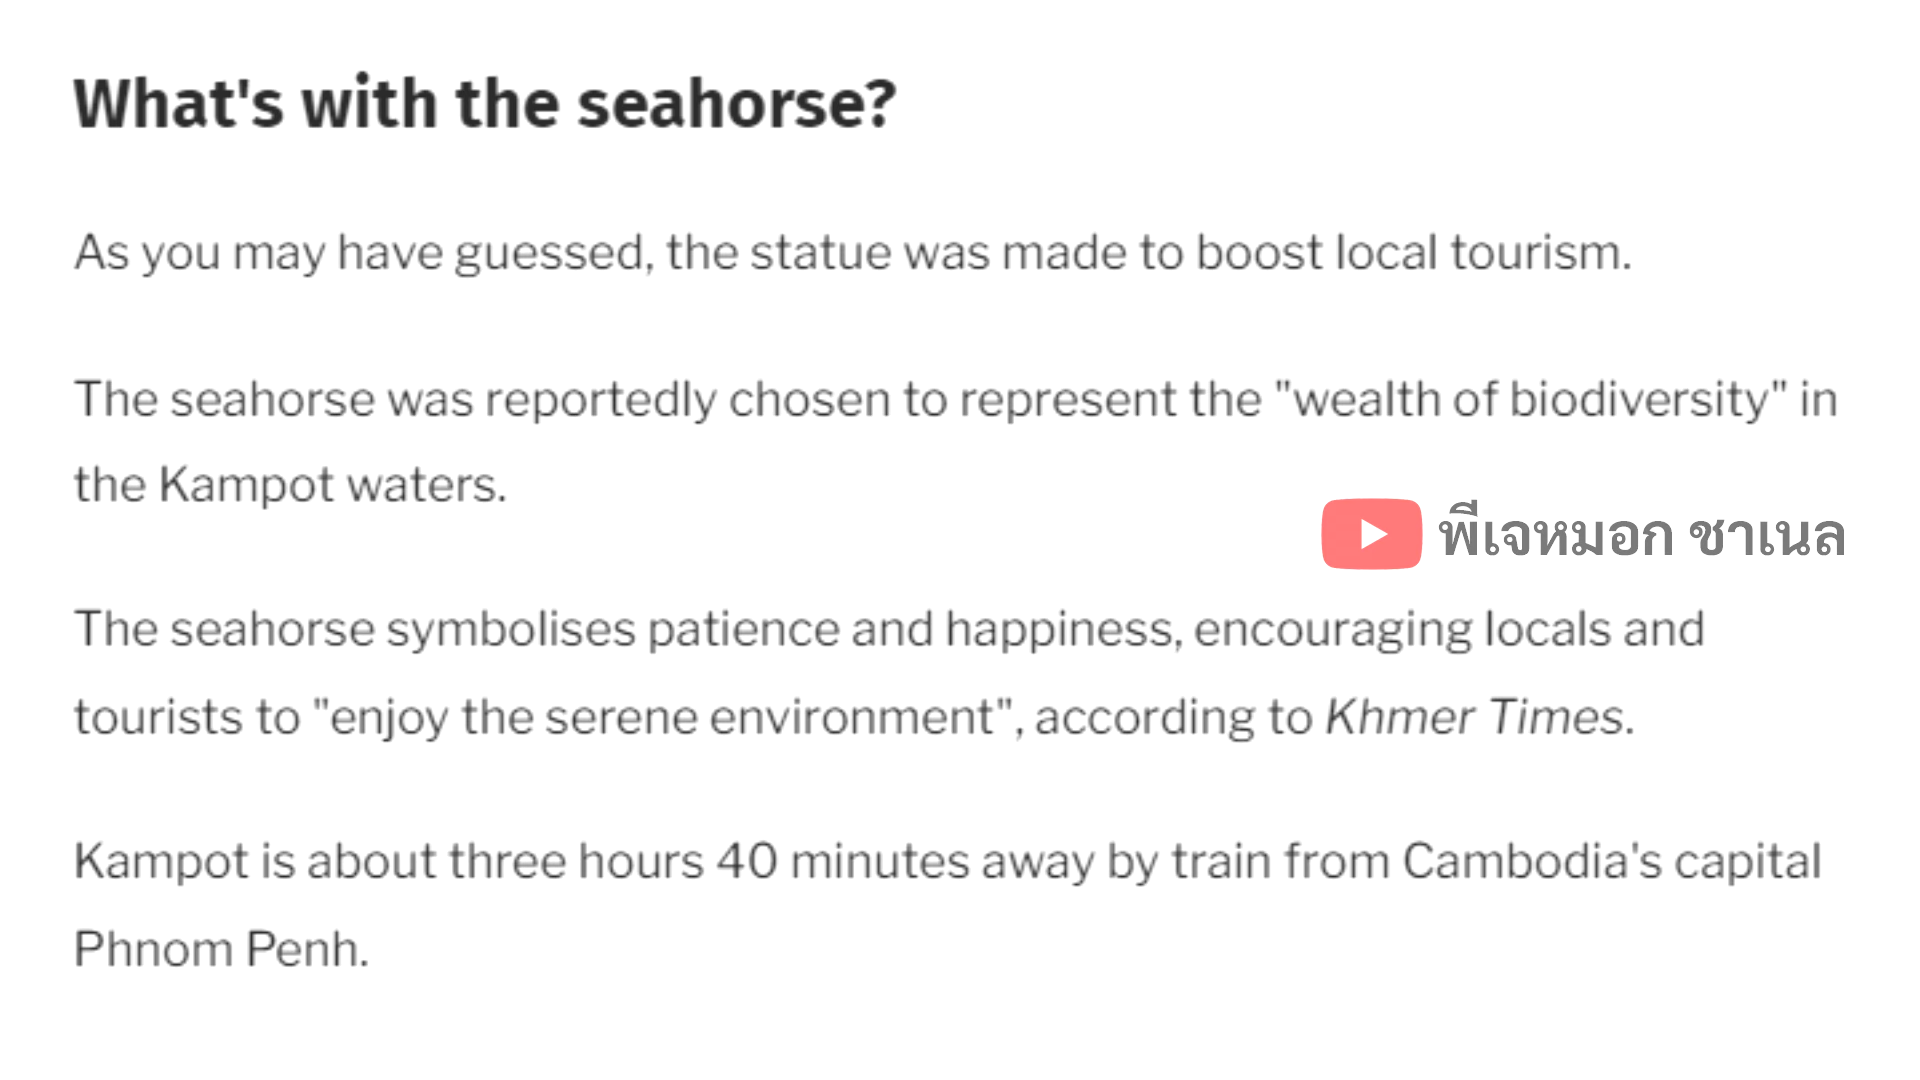 What's with the seahorse?
As you may have guessed, the statue was made to boost local tourism.
The seahorse was reportedly chosen to represent the "wealth of biodiversity" in
the Kampot waters.
พีเจหมอก ชาเนล
The seahorse symbolises patience and happiness, encouraging locals and
tourists to "enjoy the serene environment", according to Khmer Times.
Kampot is about three hours 40 minutes away by train from Cambodia's capital
Phnom Penh.